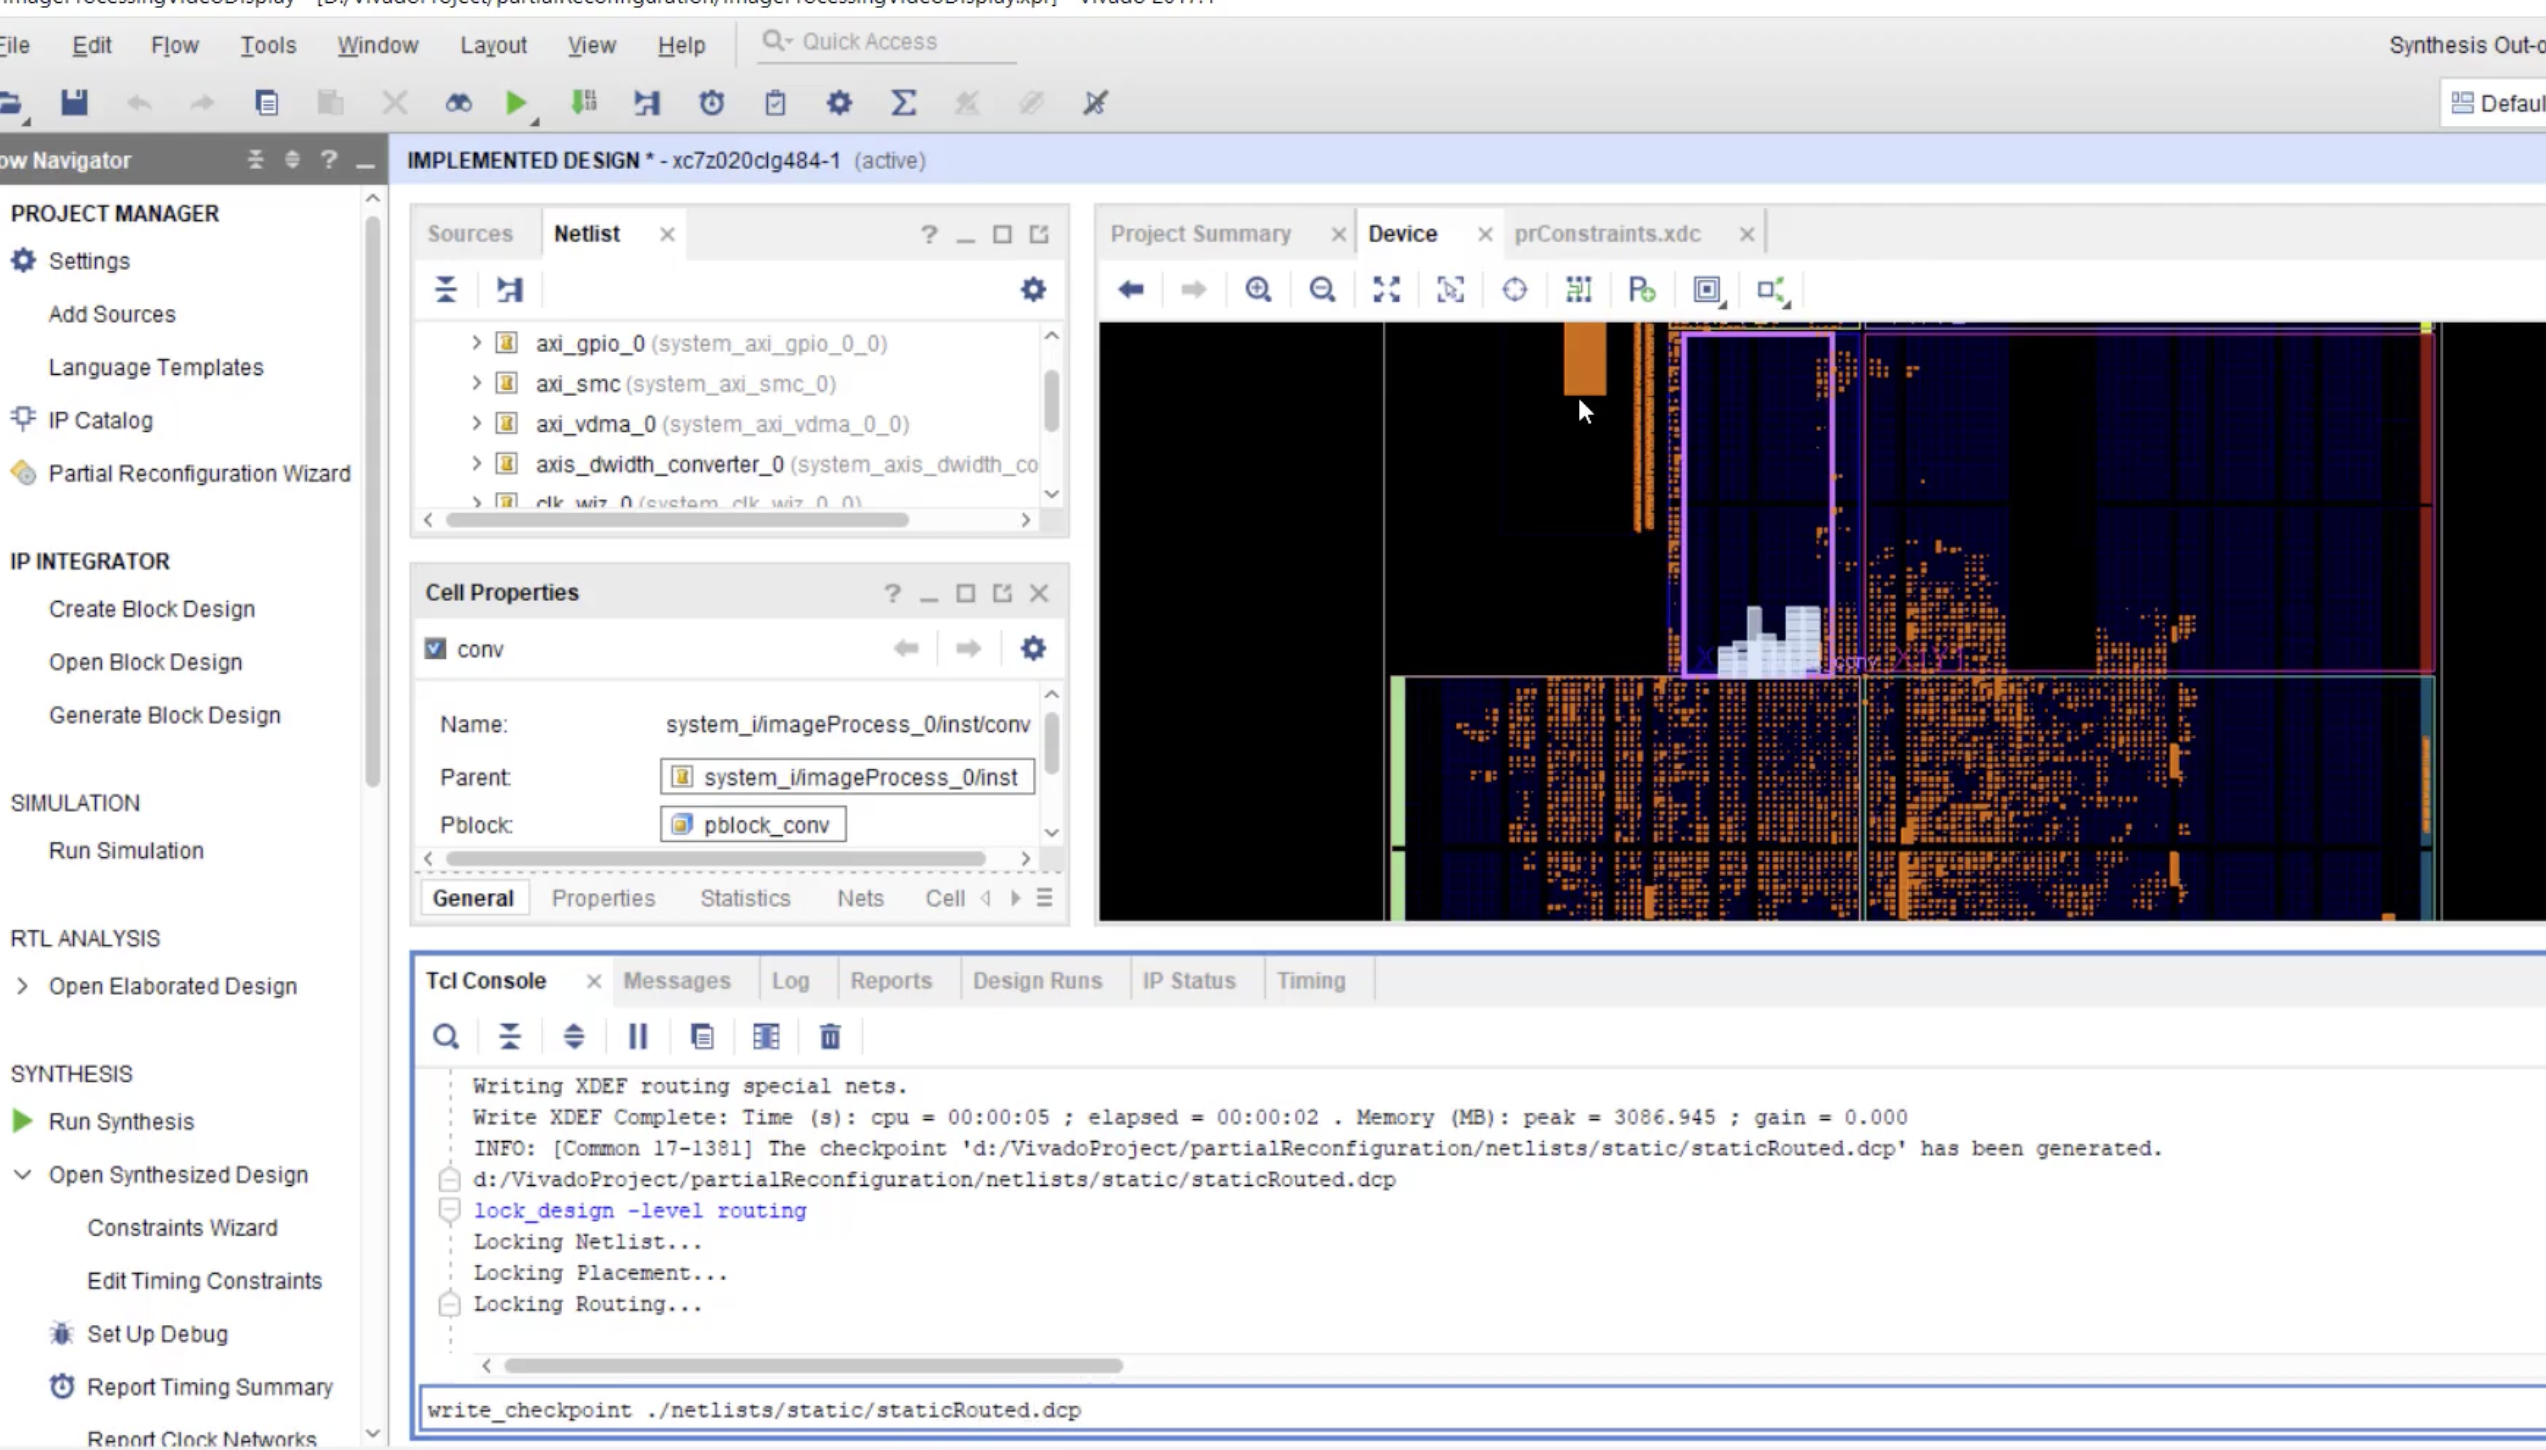 File Edit Flow Tools Window Layout View Help Quick Access
Synthesis Out-o
Defaul
ow Navigator ?
IMPLEMENTED DESIGN * - xc7z020clg484-1 (active)
PROJECT MANAGER
Settings
Add Sources
Language Templates
IP Catalog
Partial Reconfiguration Wizard
IP INTEGRATOR
Create Block Design
Open Block Design
Generate Block Design
SIMULATION
Run Simulation
RTL ANALYSIS
Open Elaborated Design
SYNTHESIS
Run Synthesis
Open Synthesized Design
Constraints Wizard
Edit Timing Constraints
Set Up Debug
Report Timing Summary
Report Clock Networks
Sources Netlist ?
axi_gpio_0 (system_axi_gpio_0_0)
axi_smc (system_axi_smc_0)
axi_vdma_0 (system_axi_vdma_0_0)
axis_dwidth_converter_0 (system_axis_dwidth_co
clk_wiz_0 (system_clk_wiz_0_0)
Cell Properties ?
conv
Name: system_i/imageProcess_0/inst/conv
Parent: system_i/imageProcess_0/inst
Pblock: pblock_conv
General Properties Statistics Nets Cell
Project Summary Device prConstraints.xdc
conv X1Y1
Tcl Console Messages Log Reports Design Runs IP Status Timing
Writing XDEF routing special nets.
Write XDEF Complete: Time (s): cpu = 00:00:05 ; elapsed = 00:00:02 . Memory (MB): peak = 3086.945 ; gain = 0.000
INFO: [Common 17-1381] The checkpoint 'd:/VivadoProject/partialReconfiguration/netlists/static/staticRouted.dcp' has been generated.
d:/VivadoProject/partialReconfiguration/netlists/static/staticRouted.dcp
lock_design -level routing
Locking Netlist...
Locking Placement...
Locking Routing...
write_checkpoint ./netlists/static/staticRouted.dcp